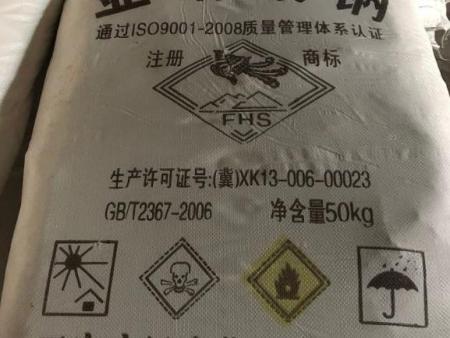 通过ISO9001-2008质量管理体系认证
注册 商标
FHS
生产许可证号:(冀)XK13-006-00023
GB/T2367-2006 净含量50kg